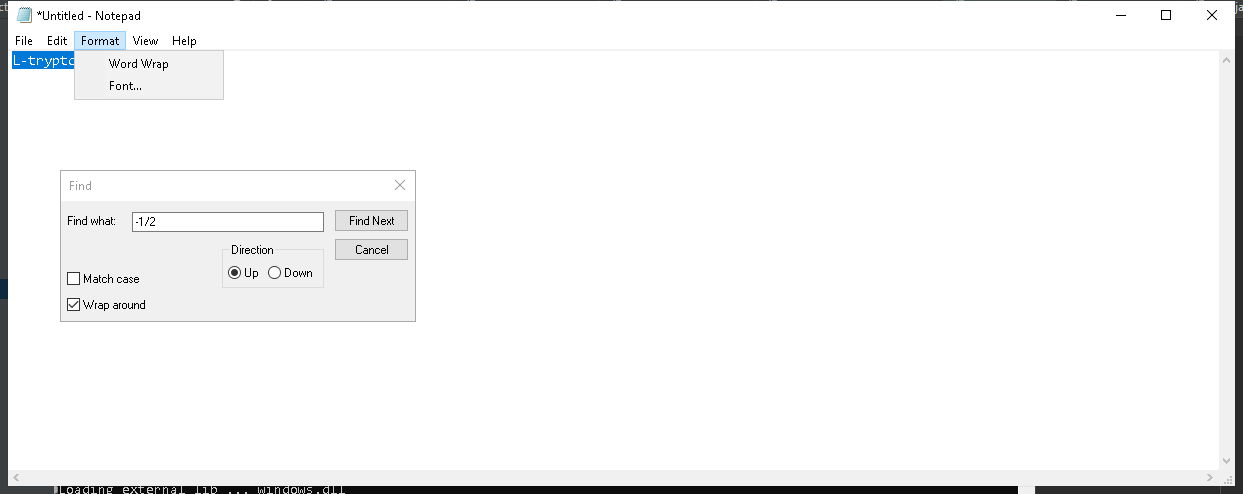 *Untitled - Notepad
File Edit Format View Help
Word Wrap
Font...
Find
Find what: -1/2 Find Next
Direction Cancel
Up Down
Match case
Wrap around
Loading external lib ... windows.dll